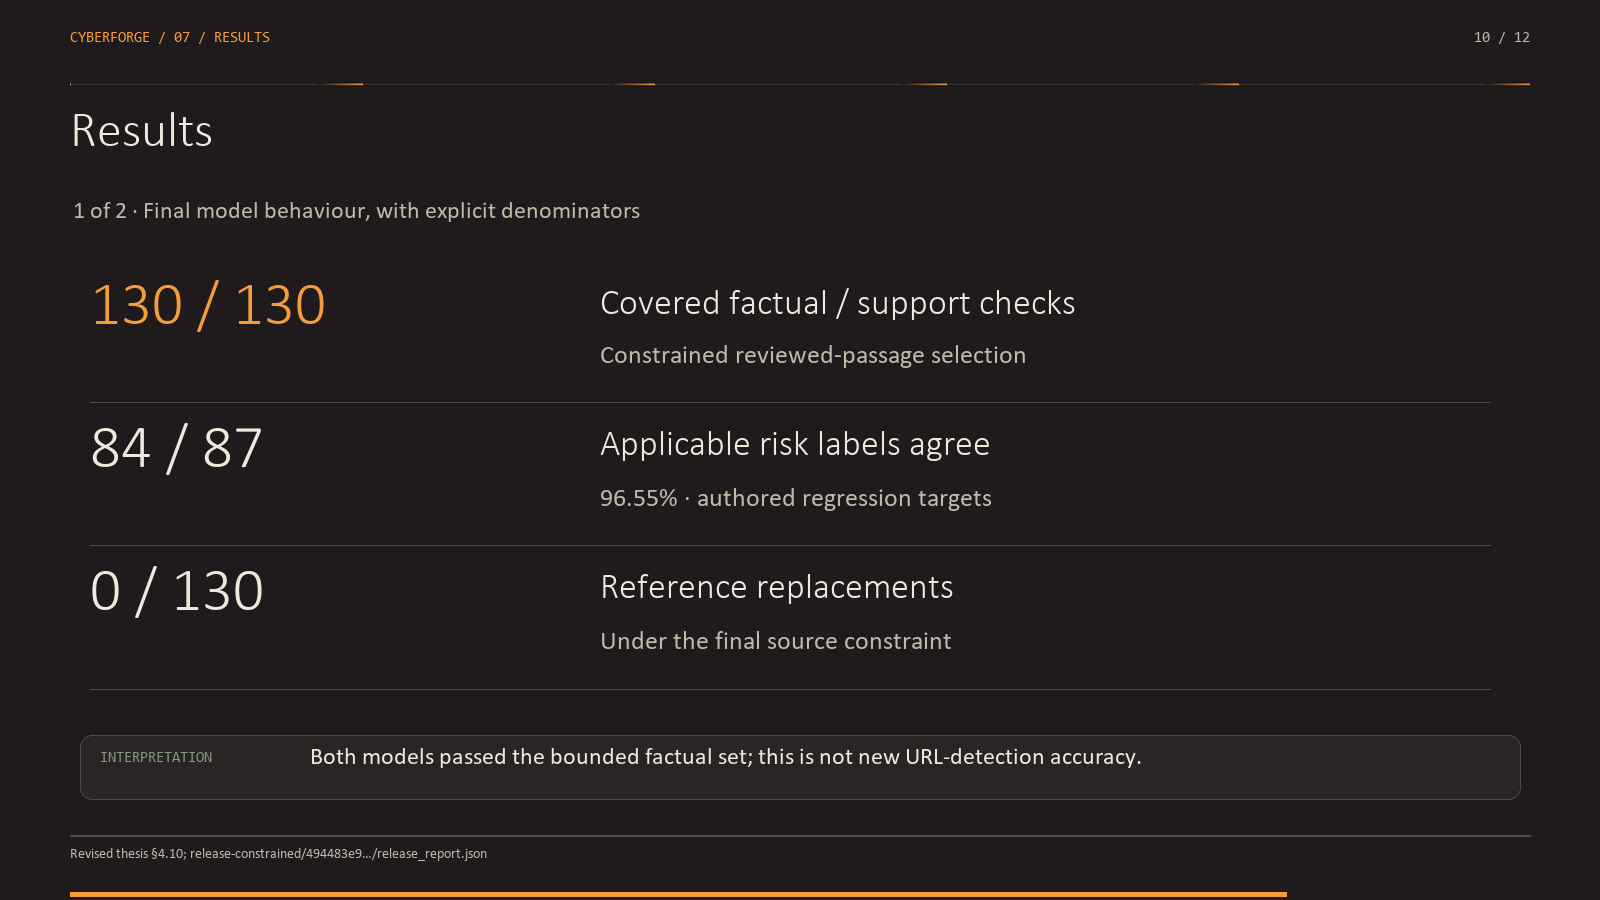 CYBERFORGE / 07 / RESULTS
10 / 12
Results
1 of 2 · Final model behaviour, with explicit denominators
130 / 130
Covered factual / support checks
Constrained reviewed-passage selection
84 / 87
Applicable risk labels agree
96.55% · authored regression targets
0 / 130
Reference replacements
Under the final source constraint
INTERPRETATION
Both models passed the bounded factual set; this is not new URL-detection accuracy.
Revised thesis §4.10; release-constrained/494483e9…/release_report.json